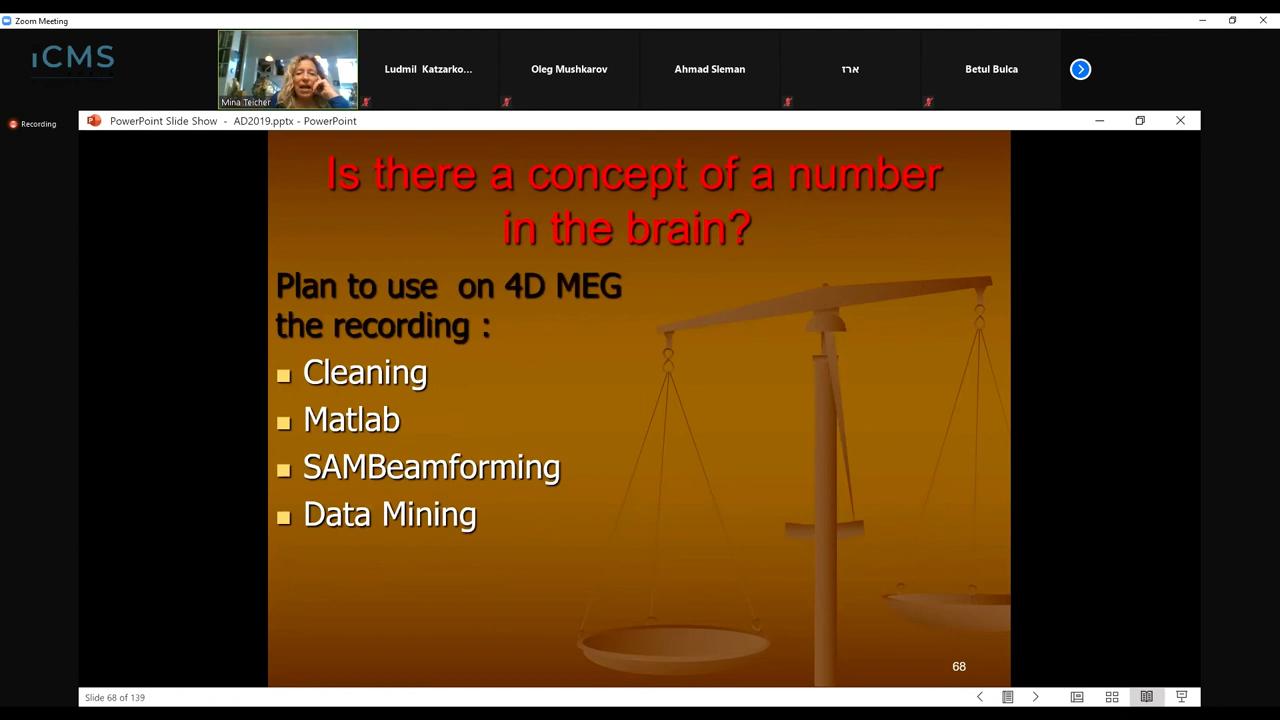 Zoom Meeting
iCMS
Mina Teicher
Ludmil Katzarko...
Oleg Mushkarov
Ahmad Sleman
ארז
Betul Bulca
Recording
PowerPoint Slide Show - AD2019.pptx - PowerPoint
Is there a concept of a number
in the brain?
Plan to use on 4D MEG
the recording :
Cleaning
Matlab
SAMBeamforming
Data Mining
68
Slide 68 of 139